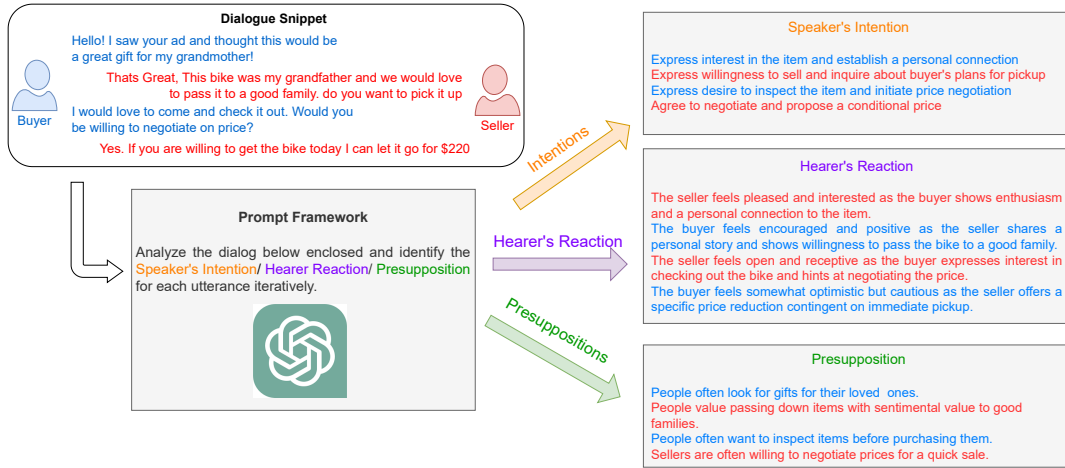 Dialogue Snippet
Hello! I saw your ad and thought this would be
a great gift for my grandmother!
Thats Great, This bike was my grandfather and we would love
to pass it to a good family. do you want to pick it up
I would love to come and check it out. Would you
be willing to negotiate on price?
Yes. If you are willing to get the bike today I can let it go for $220
Buyer
Seller
Prompt Framework
Analyze the dialog below enclosed and identify the
Speaker's Intention/ Hearer Reaction/ Presupposition
for each utterance iteratively.
Intentions
Hearer's Reaction
Presuppositions
Speaker's Intention
Express interest in the item and establish a personal connection
Express willingness to sell and inquire about buyer's plans for pickup
Express desire to inspect the item and initiate price negotiation
Agree to negotiate and propose a conditional price
Hearer's Reaction
The seller feels pleased and interested as the buyer shows enthusiasm
and a personal connection to the item.
The buyer feels encouraged and positive as the seller shares a
personal story and shows willingness to pass the bike to a good family.
The seller feels open and receptive as the buyer expresses interest in
checking out the bike and hints at negotiating the price.
The buyer feels somewhat optimistic but cautious as the seller offers a
specific price reduction contingent on immediate pickup.
Presupposition
People often look for gifts for their loved ones.
People value passing down items with sentimental value to good
families.
People often want to inspect items before purchasing them.
Sellers are often willing to negotiate prices for a quick sale.